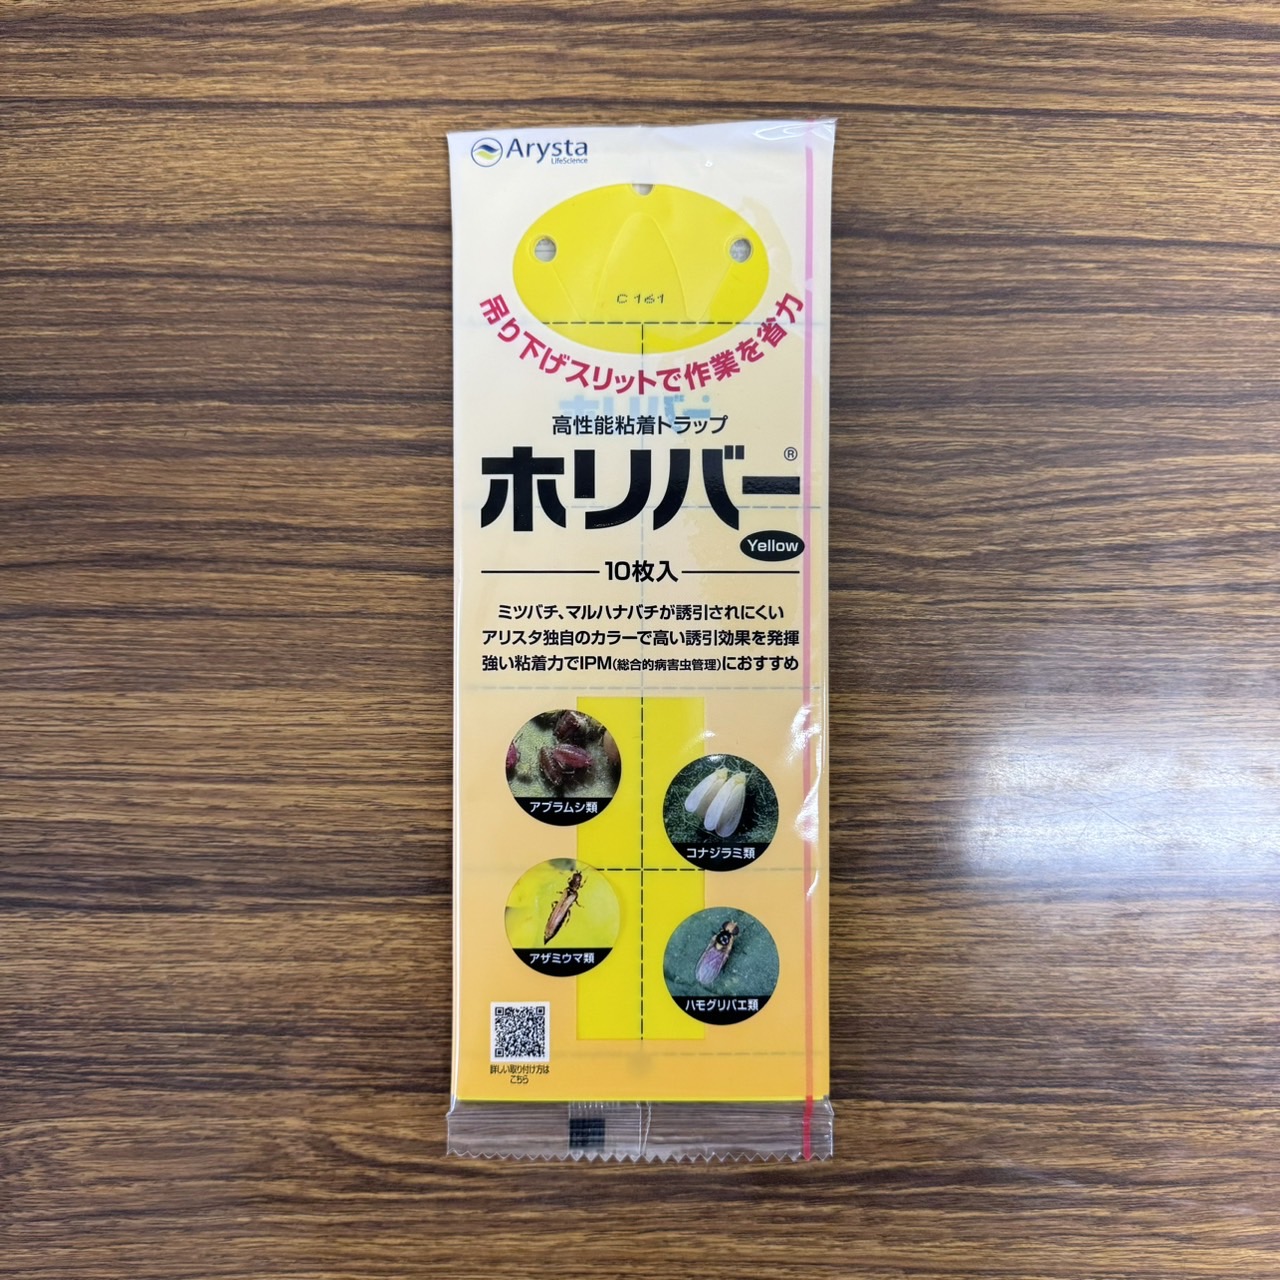 Arysta
LifeScience
C 161
吊り下げスリットで作業を省力
高性能粘着トラップ
ホリバー®
Yellow
10枚入
ミツバチ、マルハナバチが誘引されにくい
アリスタ独自のカラーで高い誘引効果を発揮
強い粘着力でIPM(総合的病害虫管理)におすすめ
アブラムシ類
コナジラミ類
アザミウマ類
ハモグリバエ類
詳しい取り付け方は
こちら